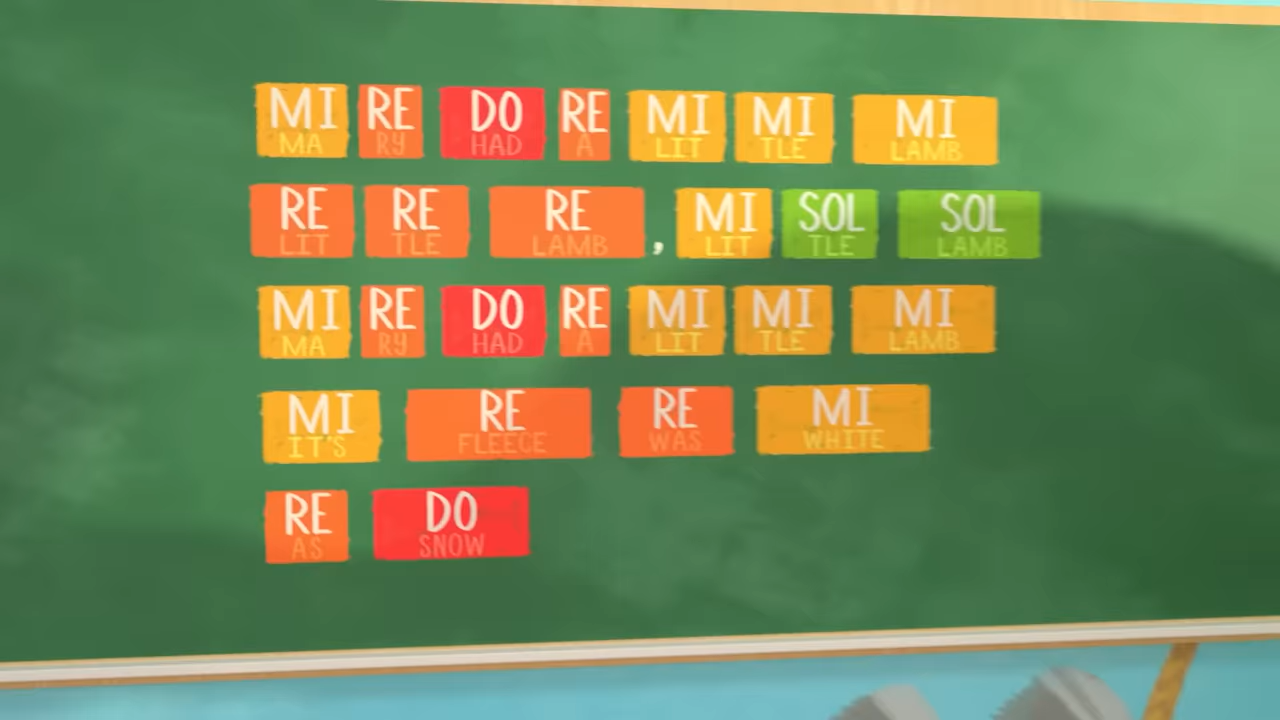 MI RE DO RE MI MI MI
MA RY HAD A LIT TLE LAMB
RE RE RE , MI SOL SOL
LIT TLE LAMB LIT TLE LAMB
MI RE DO RE MI MI MI
MA RY HAD A LIT TLE LAMB
MI RE RE MI
IT'S FLEECE WAS WHITE
RE DO
AS SNOW